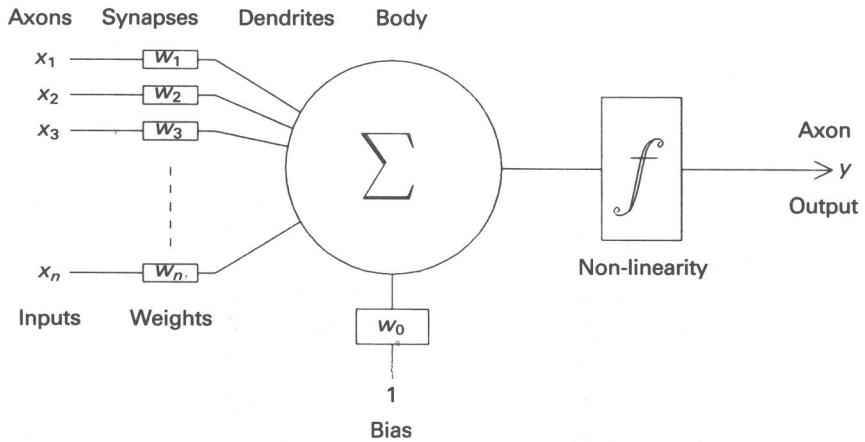 Axons Synapses Dendrites Body
x₁ w₁
x₂ w₂
x₃ w₃
Σ
f
Axon
y
Output
Non-linearity
xₙ wₙ
Inputs Weights
w₀
1
Bias